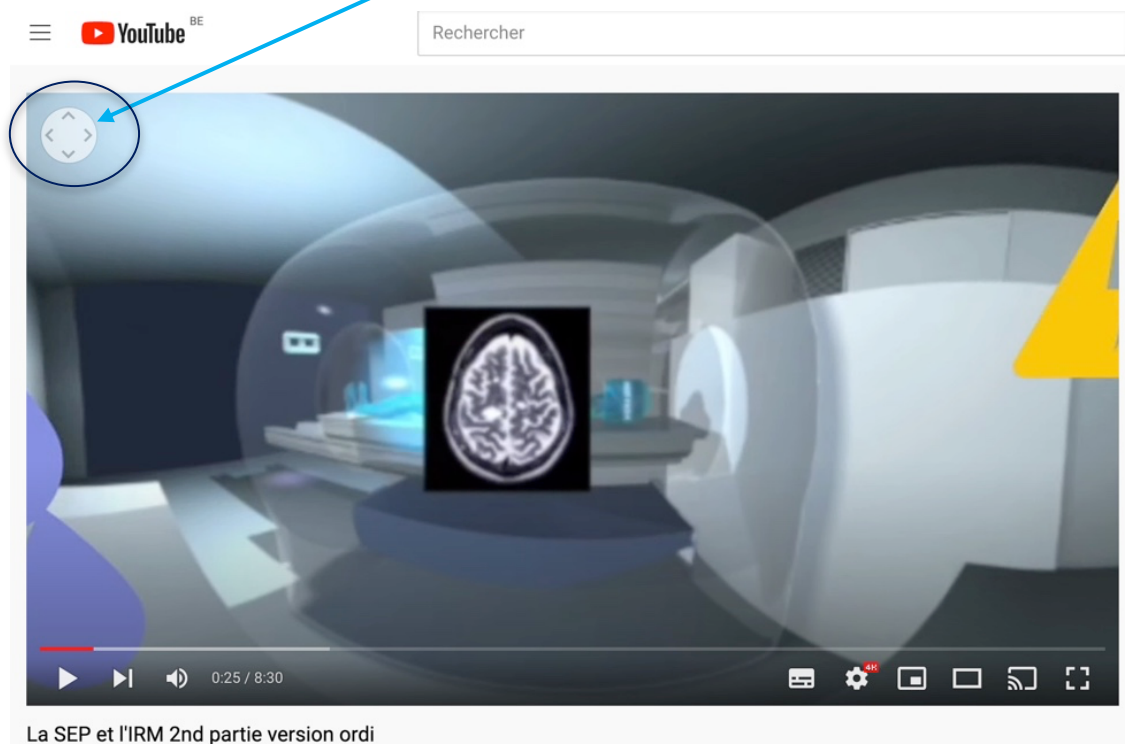 YouTube BE
Rechercher
0:25 / 8:30
4K
La SEP et l'IRM 2nd partie version ordi